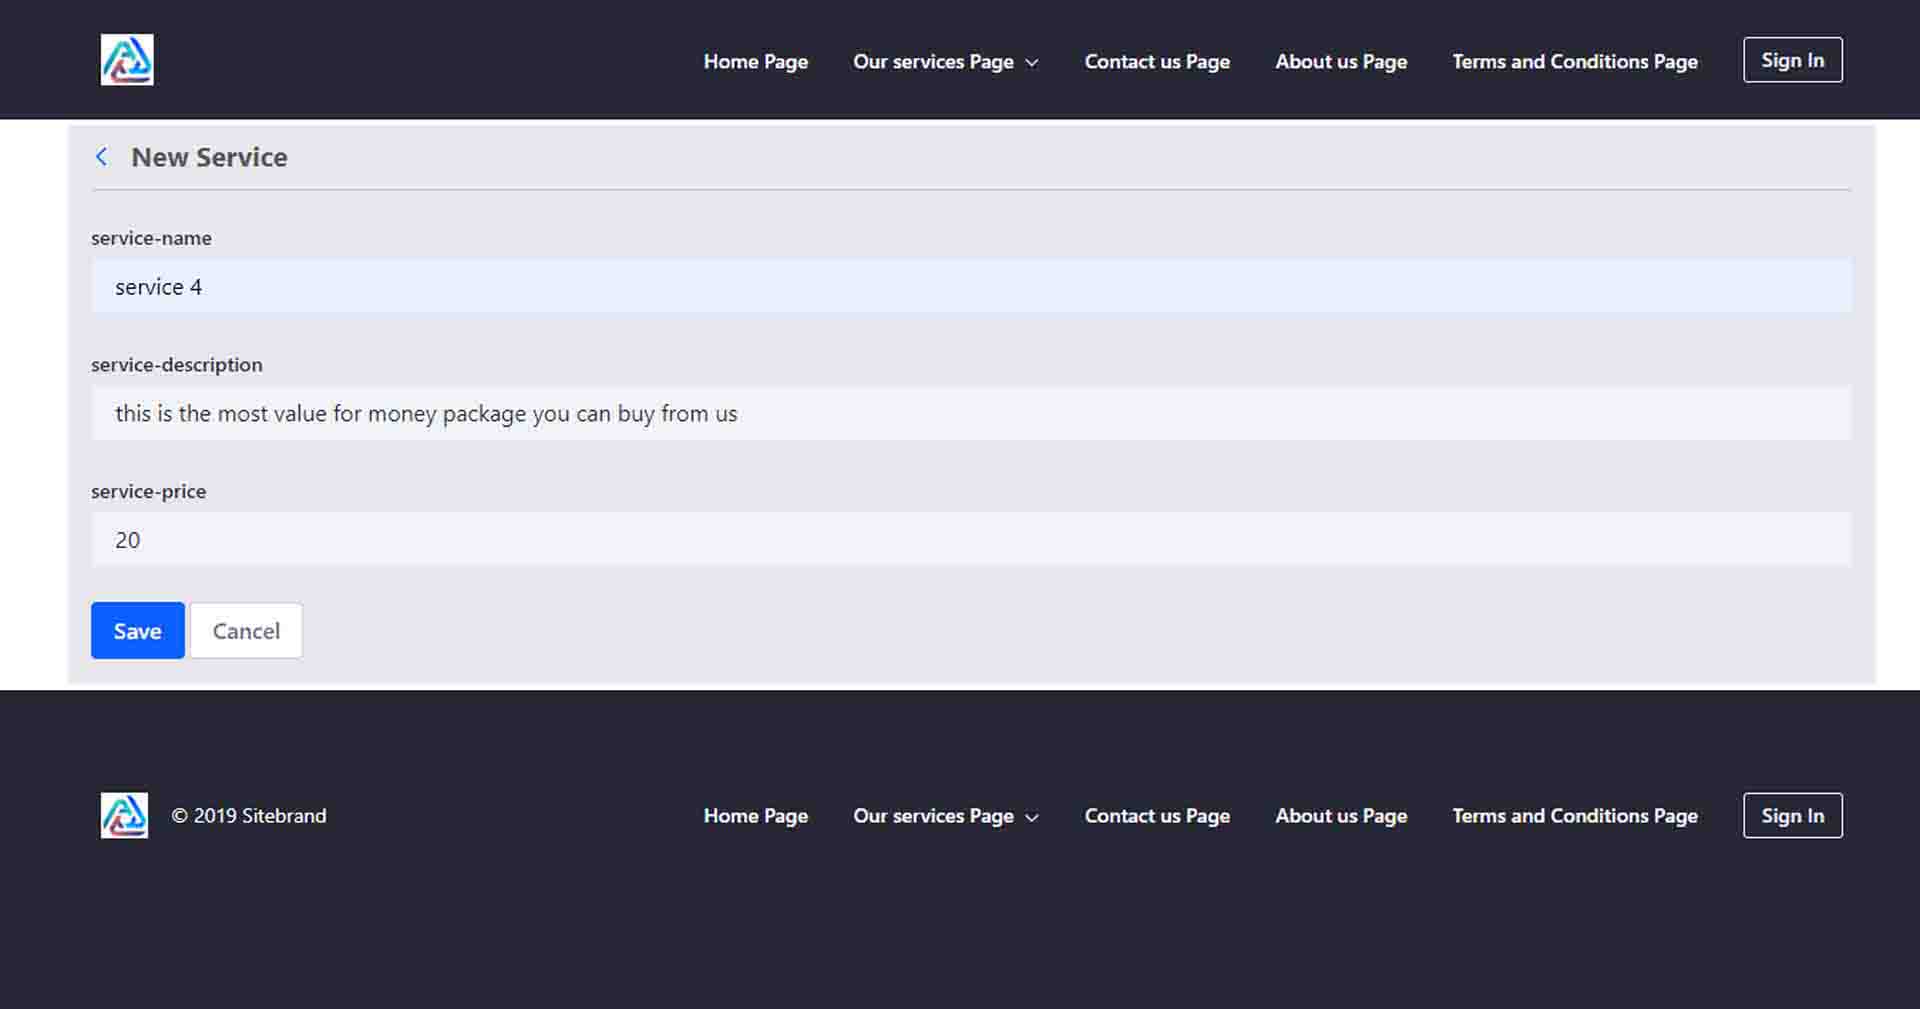 Home Page Our services Page Contact us Page About us Page Terms and Conditions Page Sign In
New Service
service-name
service 4
service-description
this is the most value for money package you can buy from us
service-price
20
Save Cancel
© 2019 Sitebrand Home Page Our services Page Contact us Page About us Page Terms and Conditions Page Sign In